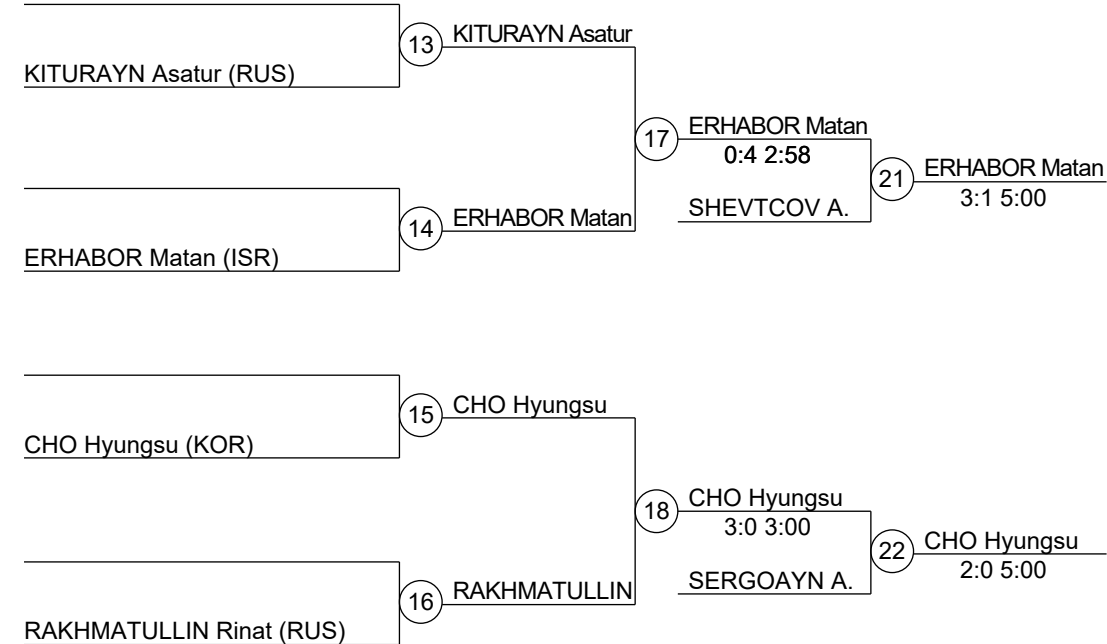 KITURAYN Asatur (RUS)
13
KITURAYN Asatur
ERHABOR Matan (ISR)
14
ERHABOR Matan
17
ERHABOR Matan
0:4 2:58
SHEVTCOV A.
21
ERHABOR Matan
3:1 5:00
CHO Hyungsu (KOR)
15
CHO Hyungsu
RAKHMATULLIN Rinat (RUS)
16
RAKHMATULLIN
18
CHO Hyungsu
3:0 3:00
SERGOAYN A.
22
CHO Hyungsu
2:0 5:00